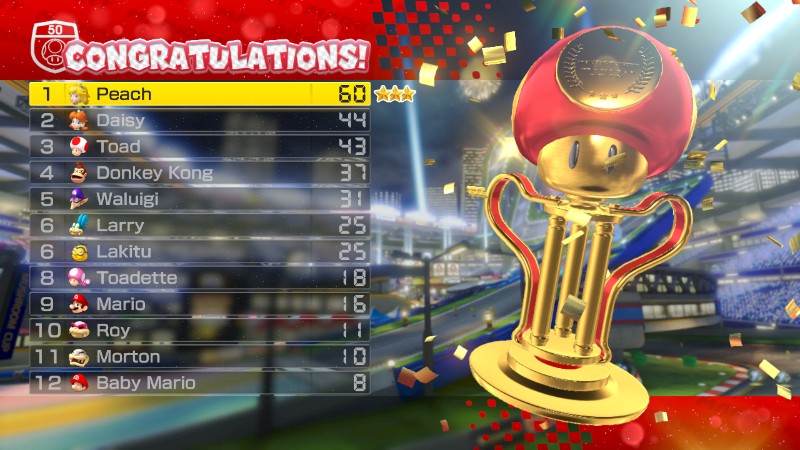 50
CONGRATULATIONS!
1 Peach 60
2 Daisy 44
3 Toad 43
4 Donkey Kong 37
5 Waluigi 31
6 Larry 25
6 Lakitu 25
8 Toadette 18
9 Mario 16
10 Roy 11
11 Morton 10
12 Baby Mario 8